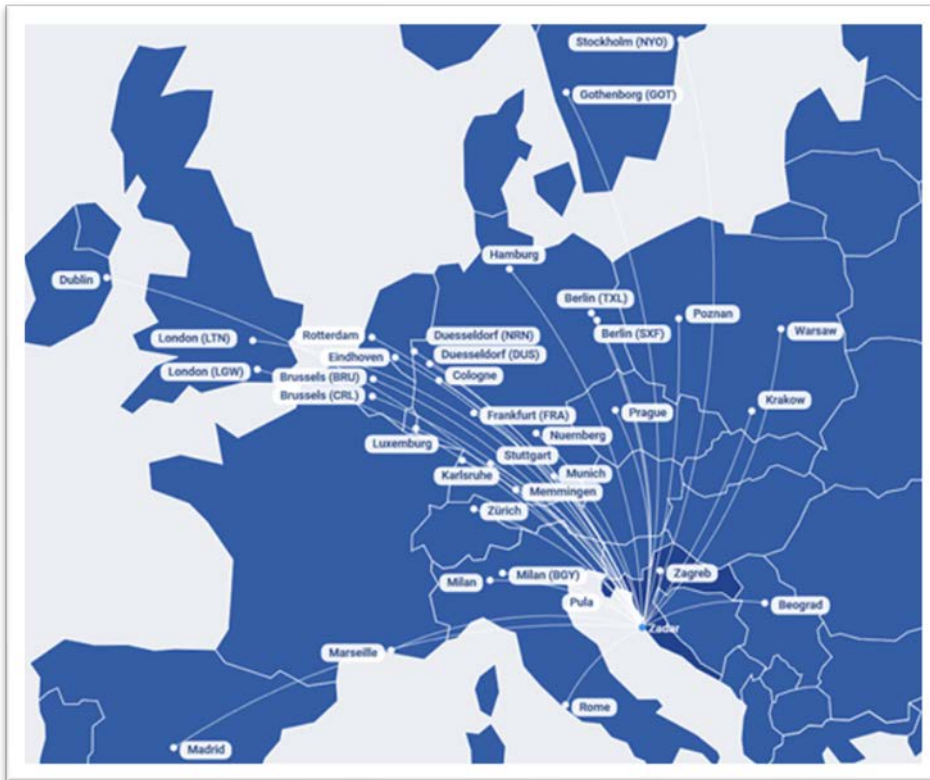 Stockholm (NYO)
Gothenborg (GOT)
Hamburg
Dublin
Berlin (TXL)
Berlin (SXF)
Poznan
Warsaw
London (LTN)
Rotterdam
Duesseldorf (NRN)
Eindhoven
Duesseldorf (DUS)
London (LGW)
Brussels (BRU)
Cologne
Brussels (CRL)
Krakow
Frankfurt (FRA)
Prague
Luxemburg
Nuernberg
Stuttgart
Karlsruhe
Munich
Memmingen
Zürich
Milan
Milan (BGY)
Zagreb
Pula
Beograd
Zadar
Marseille
Rome
Madrid